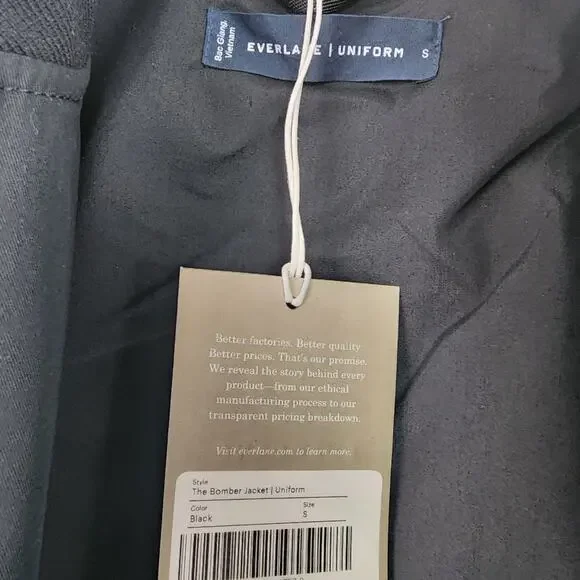 Bac Giang,
Vietnam
EVERLANE | UNIFORM S
Better factories. Better quality
Better prices. That's our promise.
We reveal the story behind every
product—from our ethical
manufacturing process to our
transparent pricing breakdown.
Visit everlane.com to learn more.
Style
The Bomber Jacket | Uniform
Color Size
Black S